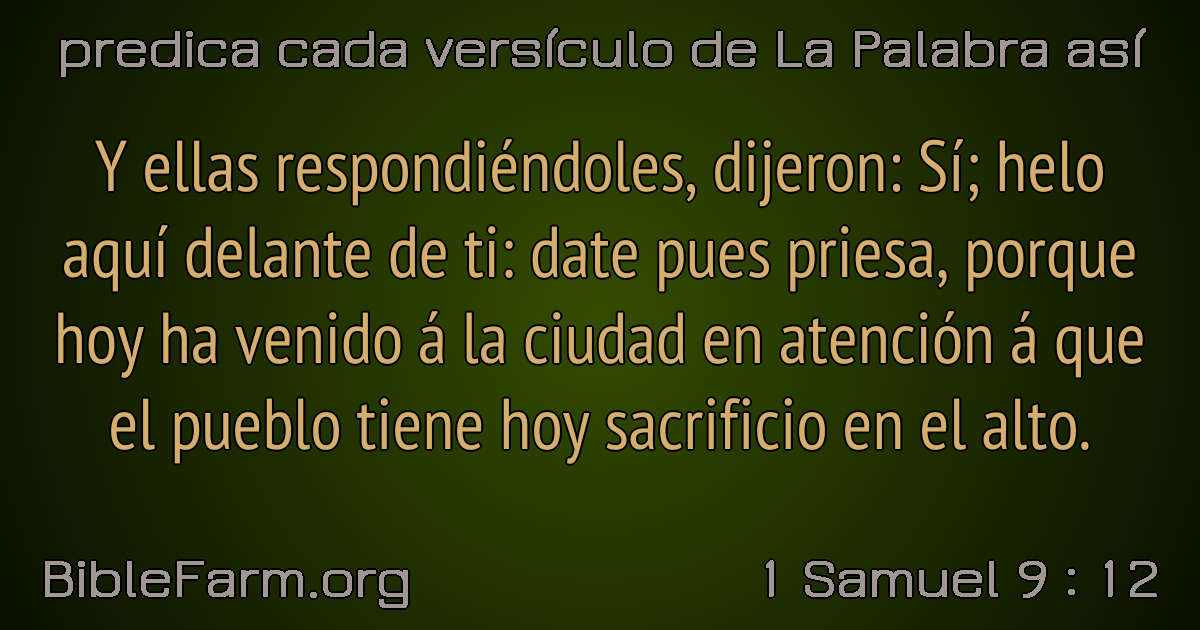 predica cada versículo de La Palabra así
Y ellas respondiéndoles, dijeron: Sí; helo
aquí delante de ti: date pues priesa, porque
hoy ha venido á la ciudad en atención á que
el pueblo tiene hoy sacrificio en el alto.
BibleFarm.org
1 Samuel 9 : 12